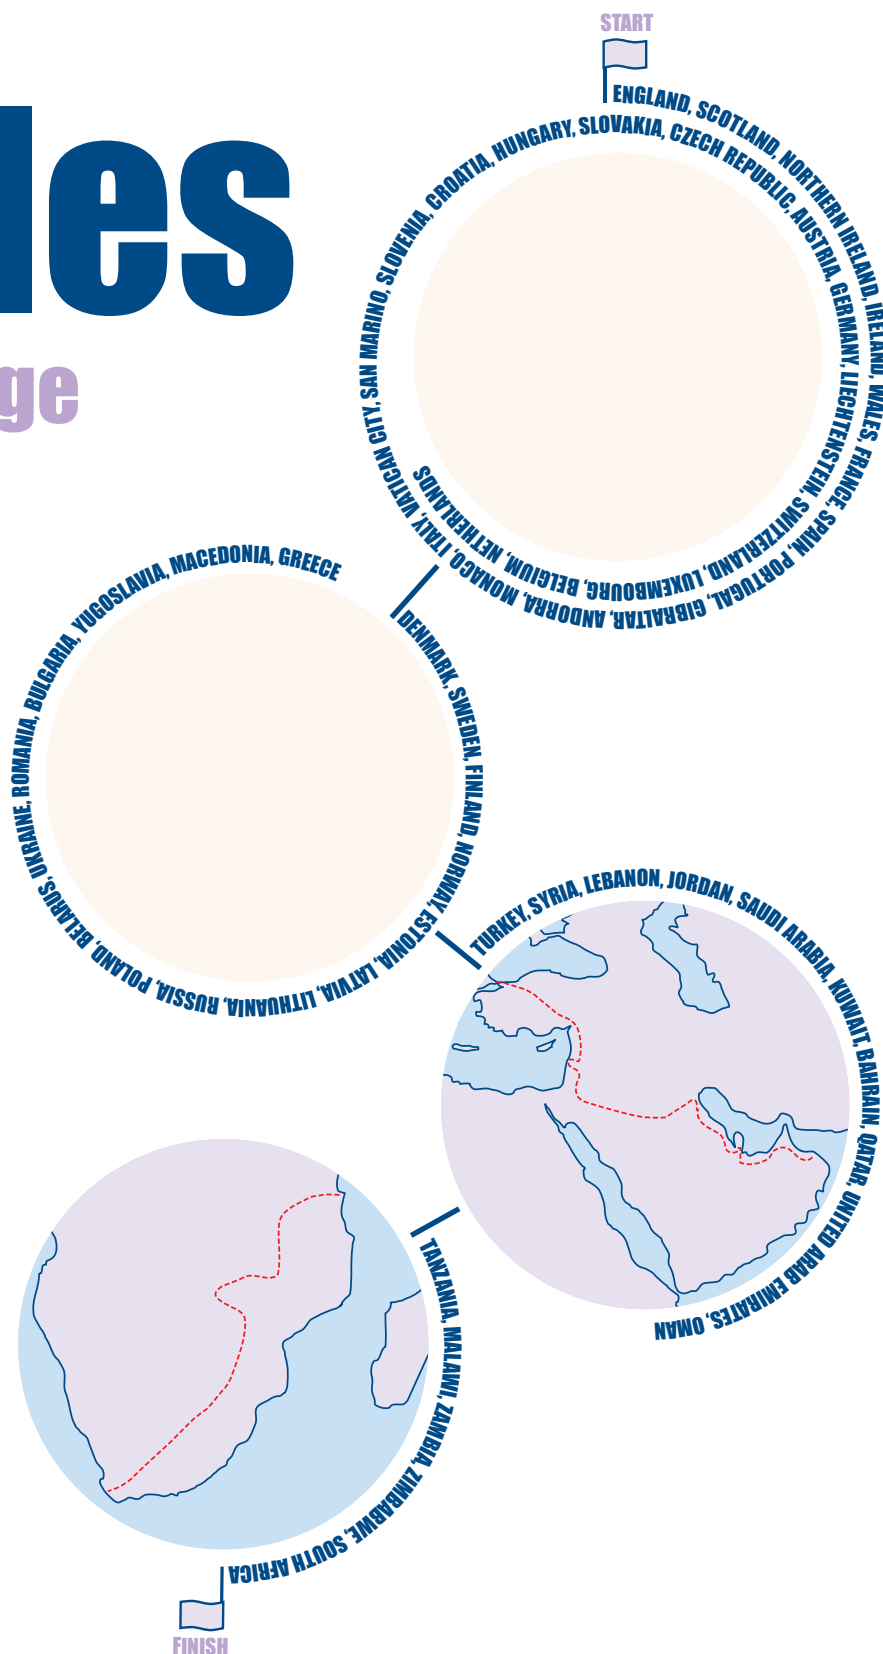 START
les
ge
ENGLAND, SCOTLAND, NORTHERN IRELAND, IRELAND, WALES, FRANCE, SPAIN, PORTUGAL, GIBRALTAR, ANDORRA, MONACO, ITALY, VATICAN CITY, SAN MARINO, SLOVENIA, CROATIA, HUNGARY, SLOVAKIA, CZECH REPUBLIC, AUSTRIA, GERMANY, LIECHTENSTEIN, SWITZERLAND, LUXEMBOURG, BELGIUM, NETHERLANDS
DENMARK, SWEDEN, FINLAND, NORWAY, ESTONIA, LATVIA, LITHUANIA, RUSSIA, POLAND, BELARUS, UKRAINE, ROMANIA, BULGARIA, YUGOSLAVIA, MACEDONIA, GREECE
TURKEY, SYRIA, LEBANON, JORDAN, SAUDI ARABIA, KUWAIT, BAHRAIN, QATAR, UNITED ARAB EMIRATES, OMAN
TANZANIA, MALAWI, ZAMBIA, ZIMBABWE, SOUTH AFRICA
FINISH